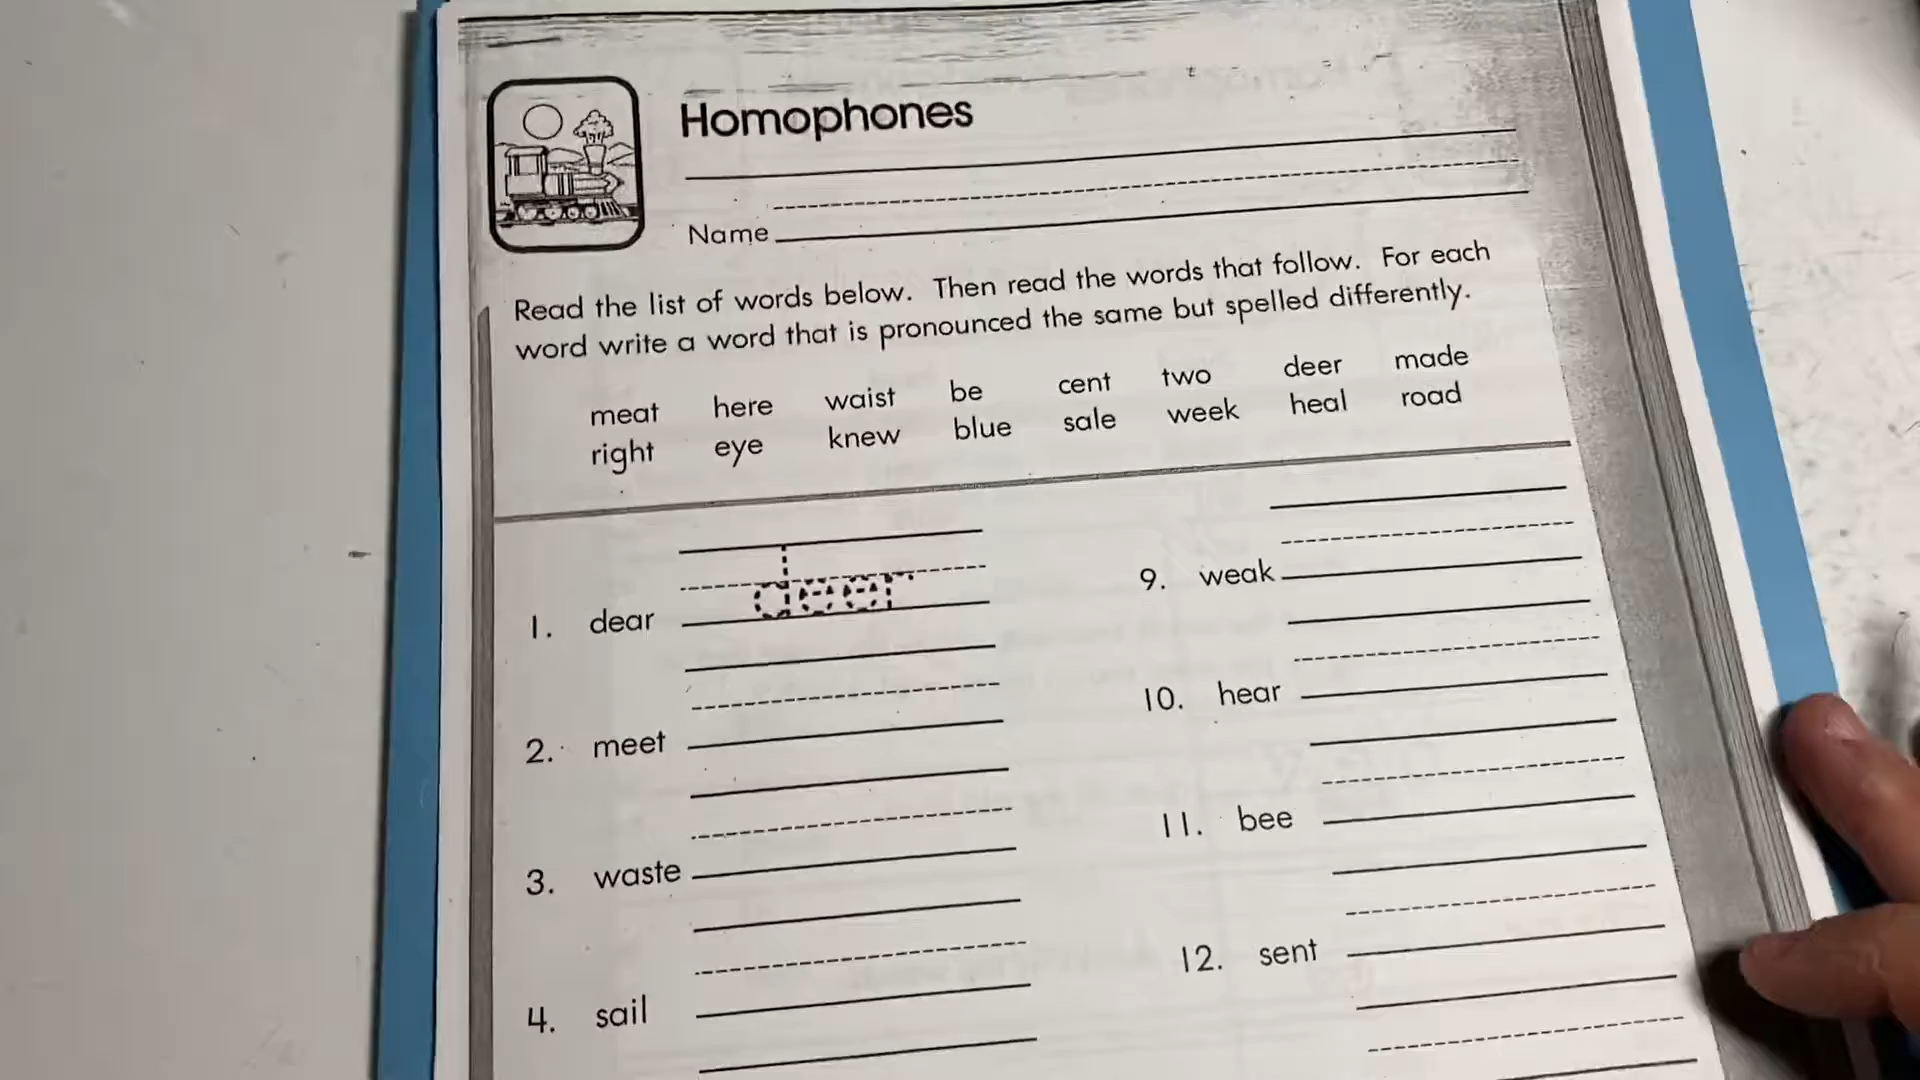 Homophones
Name
Read the list of words below. Then read the words that follow. For each
word write a word that is pronounced the same but spelled differently.
meat here waist be cent two deer made
right eye knew blue sale week heal road
1. dear deer
2. meet
3. waste
4. sail
9. weak
10. hear
11. bee
12. sent